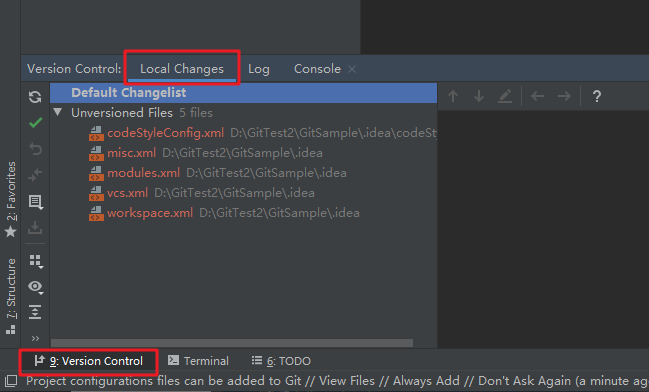 Version Control: Local Changes Log Console ×
Default Changelist
Unversioned Files 5 files
codeStyleConfig.xml D:\GitTest2\GitSample\.idea\codeSt
misc.xml D:\GitTest2\GitSample\.idea
modules.xml D:\GitTest2\GitSample\.idea
vcs.xml D:\GitTest2\GitSample\.idea
workspace.xml D:\GitTest2\GitSample\.idea
?
2: Favorites
7: Structure
9: Version Control Terminal 6: TODO
Project configurations files can be added to Git // View Files // Always Add // Don't Ask Again (a minute ag